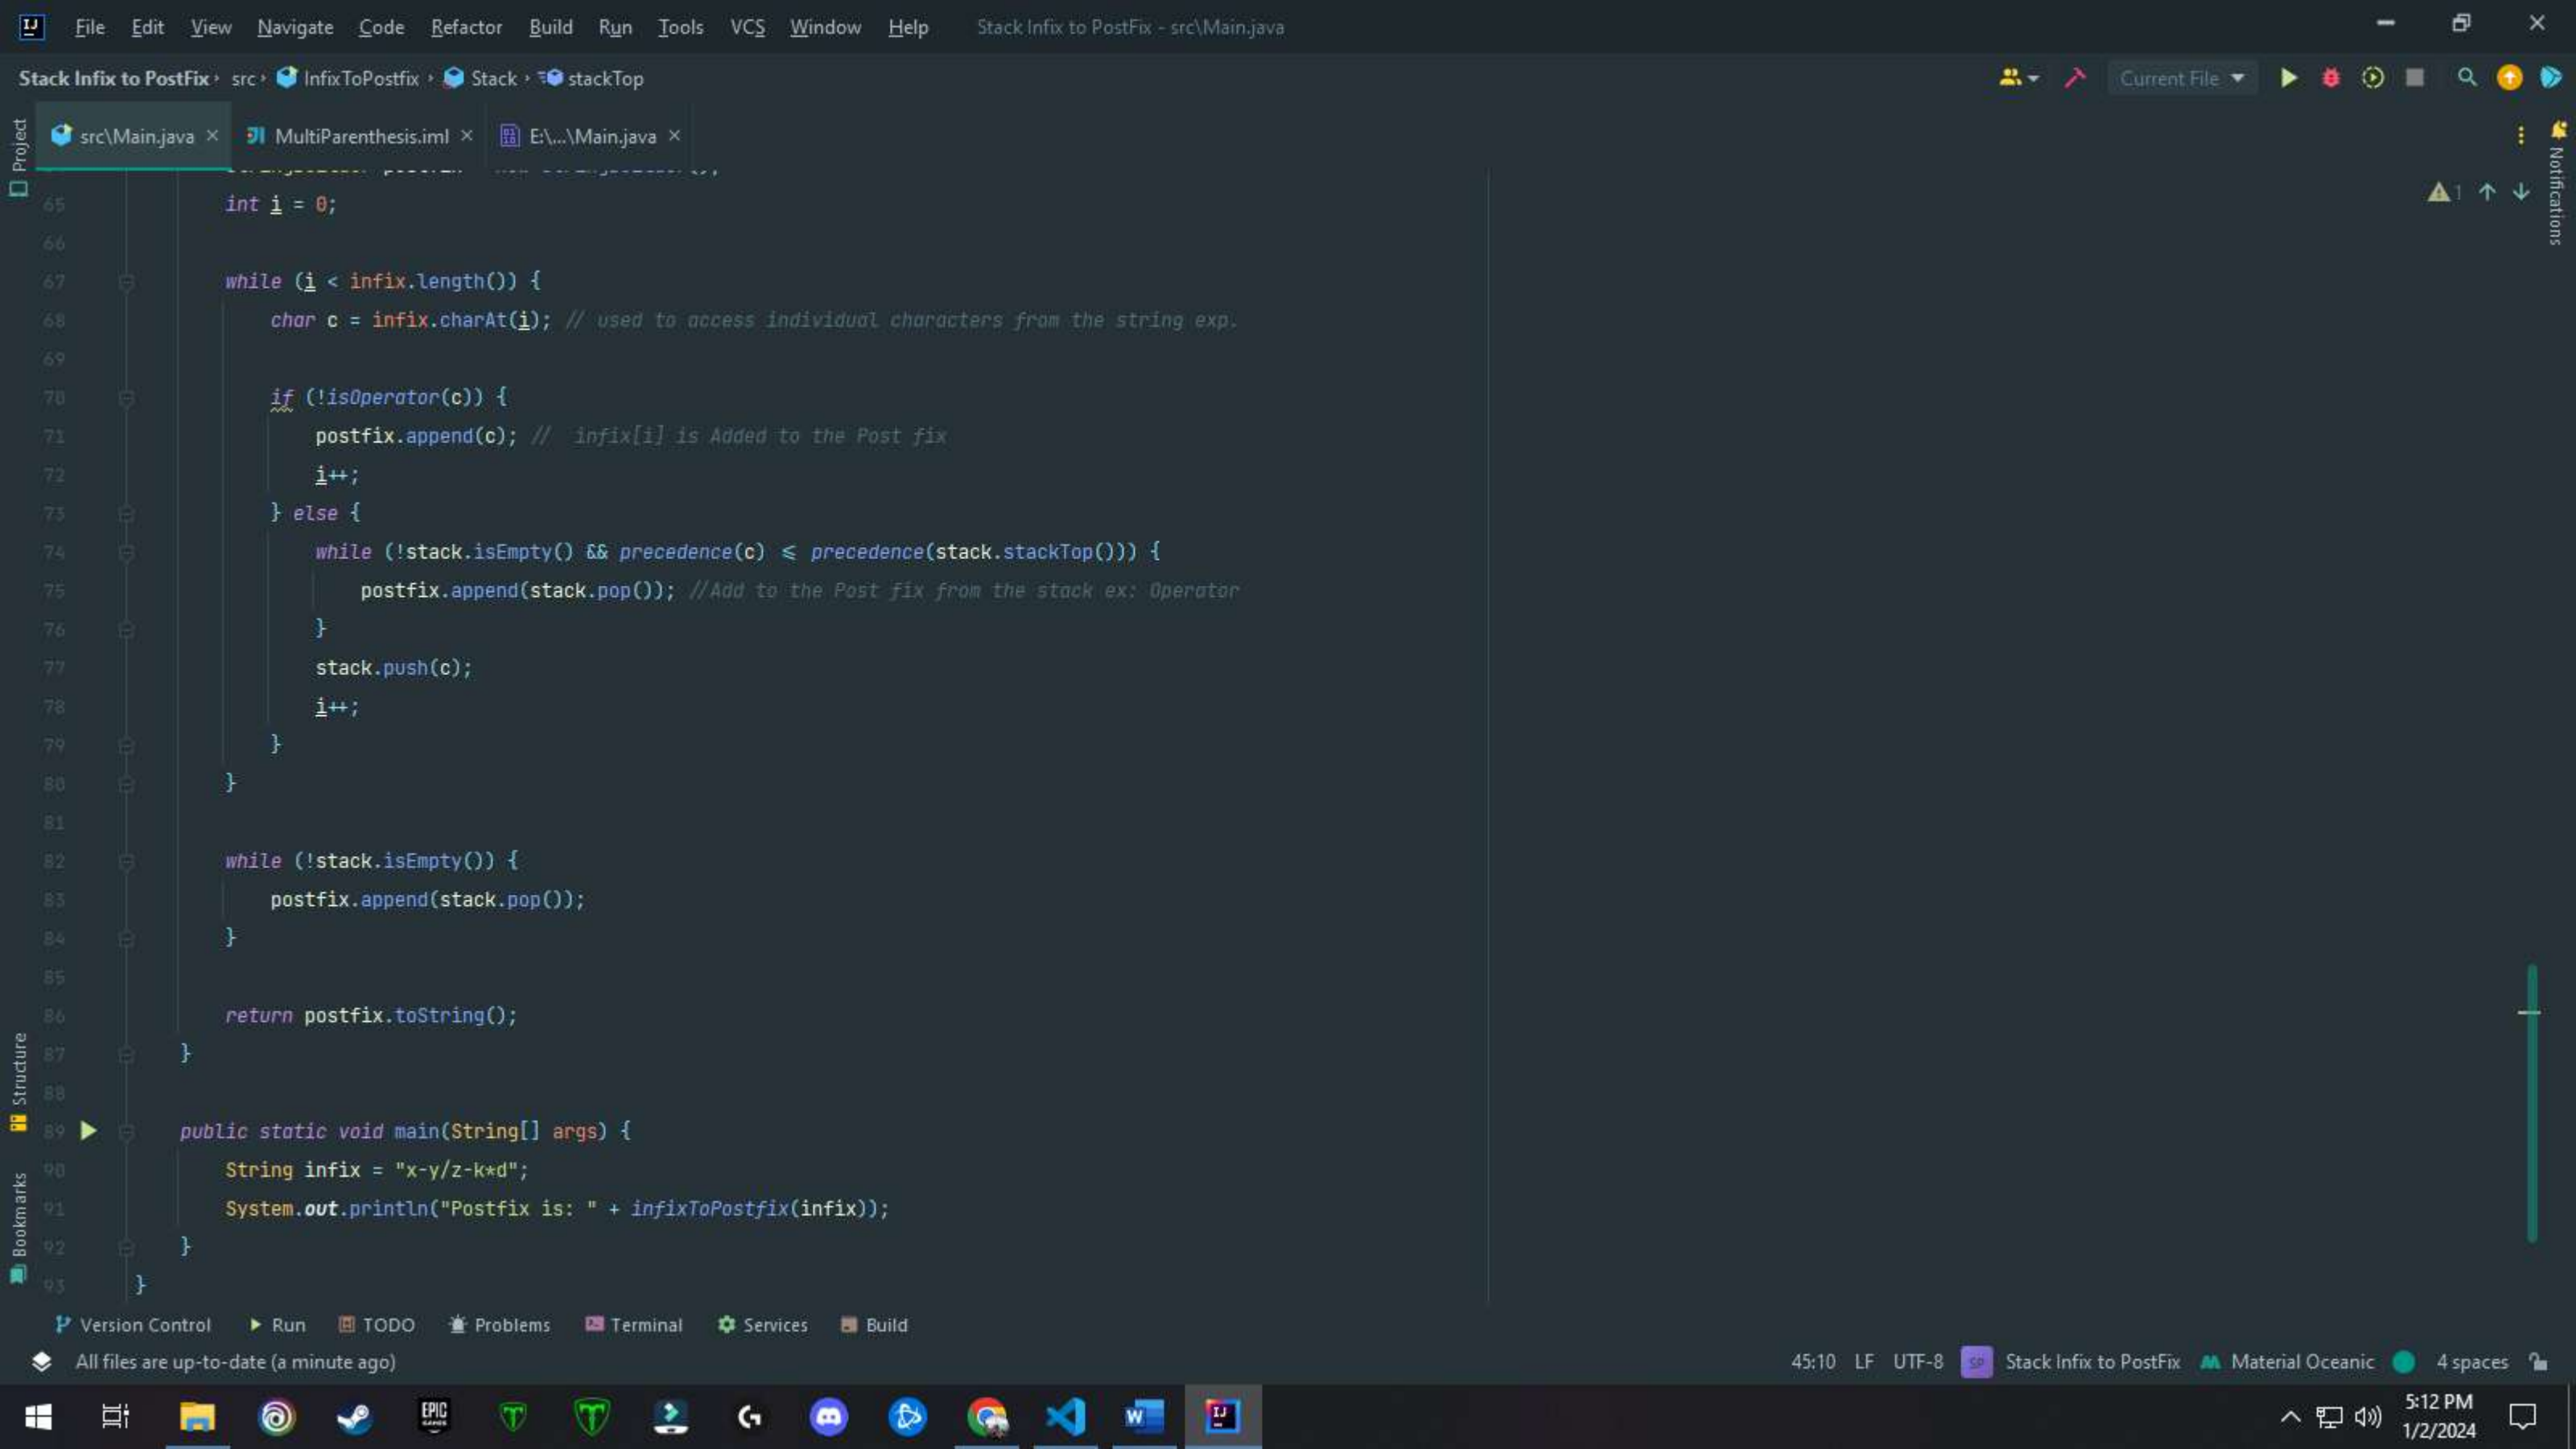 File Edit View Navigate Code Refactor Build Run Tools VCS Window Help Stack Infix to PostFix - src\Main.java
Stack Infix to PostFix src InfixToPostfix Stack stackTop Current File
Project
src\Main.java MultiParenthesis.iml E:\...\Main.java
Notifications
65 int i = 0; 1
66
67 while (i < infix.length()) {
68 char c = infix.charAt(i); // used to access individual characters from the string exp.
69
70 if (!isOperator(c)) {
71 postfix.append(c); // infix[i] is Added to the Post fix
72 i++;
73 } else {
74 while (!stack.isEmpty() && precedence(c) <= precedence(stack.stackTop())) {
75 postfix.append(stack.pop()); //Add to the Post fix from the stack ex: Operator
76 }
77 stack.push(c);
78 i++;
79 }
80 }
81
82 while (!stack.isEmpty()) {
83 postfix.append(stack.pop());
84 }
85
86 return postfix.toString();
87 }
88
89 public static void main(String[] args) {
90 String infix = "x-y/z-k*d";
91 System.out.println("Postfix is: " + infixToPostfix(infix));
92 }
93 }
Structure
Bookmarks
Version Control Run TODO Problems Terminal Services Build
All files are up-to-date (a minute ago) 45:10 LF UTF-8 SP Stack Infix to PostFix Material Oceanic 4 spaces
EPIC GAMES
5:12 PM
1/2/2024